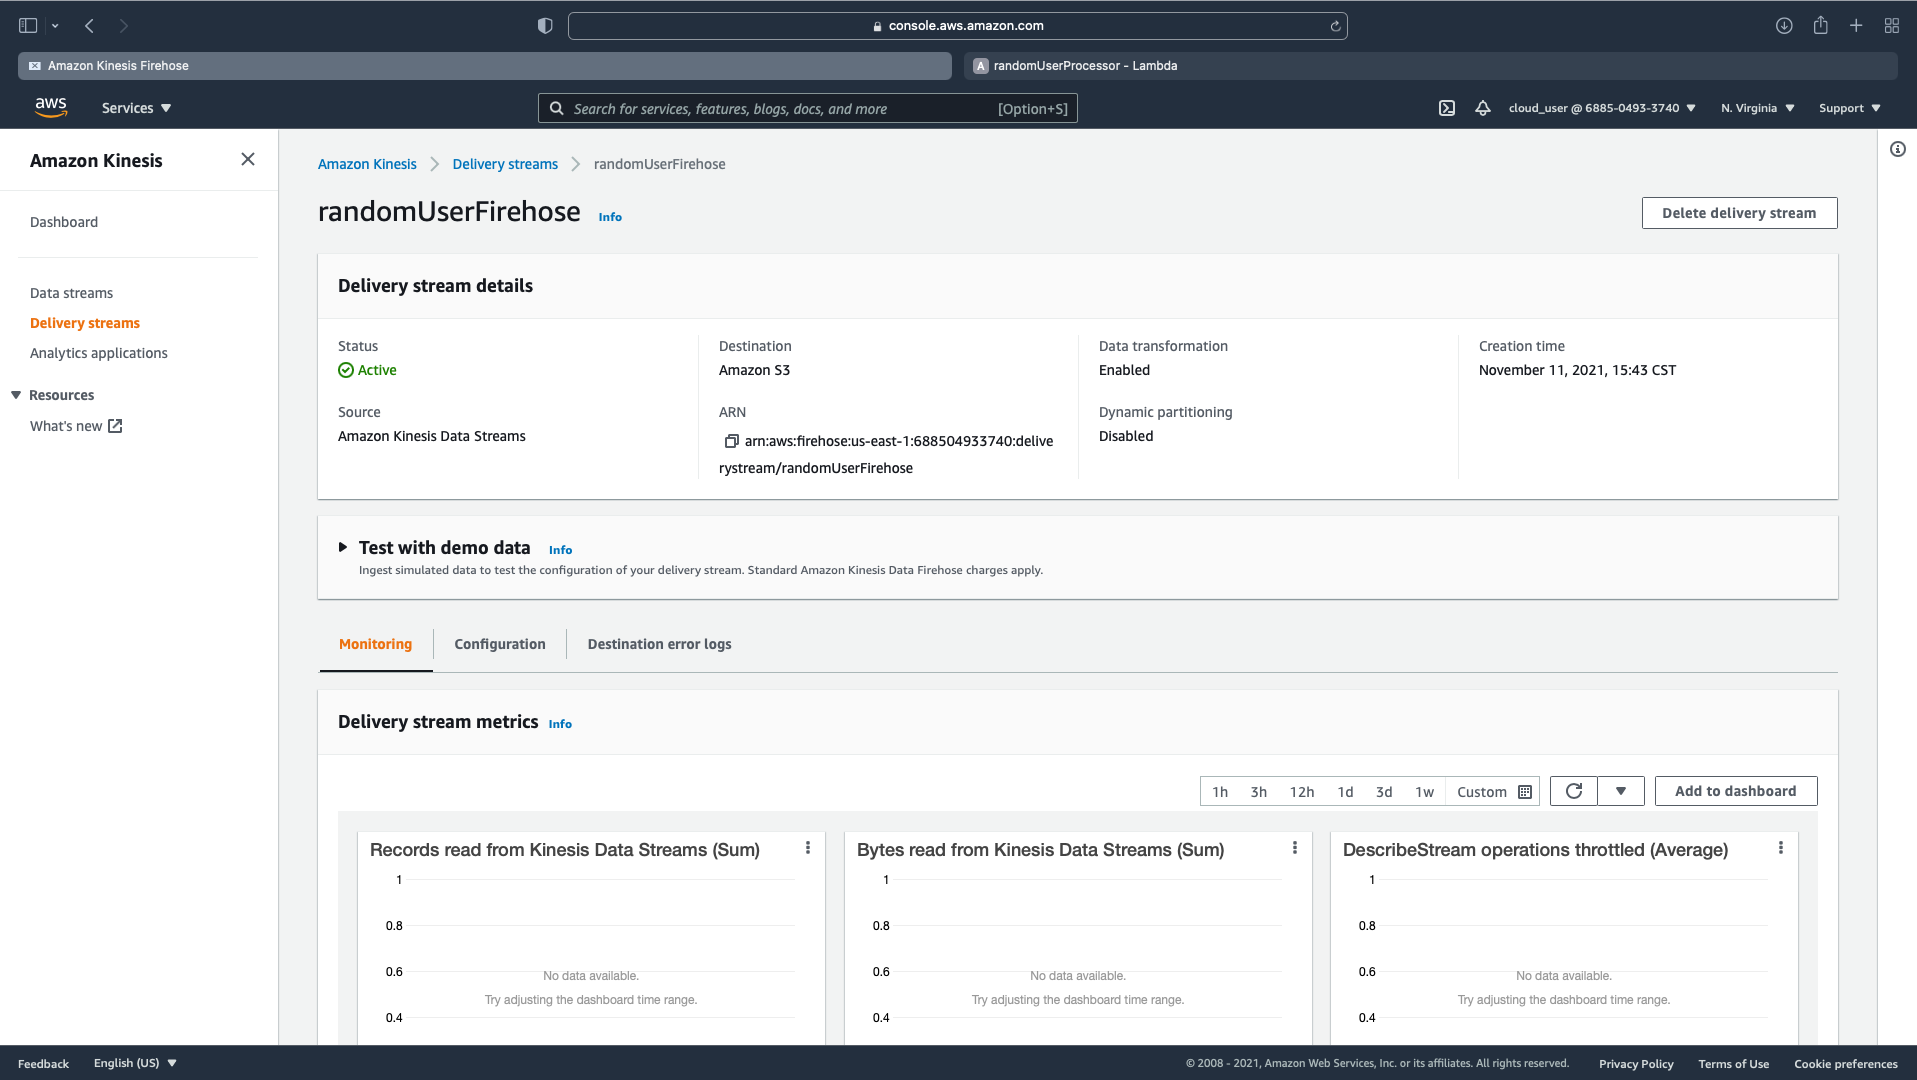 console.aws.amazon.com
Amazon Kinesis Firehose
A randomUserProcessor - Lambda
aws
Services
Search for services, features, blogs, docs, and more [Option+S]
cloud_user @ 6885-0493-3740
N. Virginia
Support
Amazon Kinesis
Dashboard
Data streams
Delivery streams
Analytics applications
Resources
What's new
Amazon Kinesis
Delivery streams
randomUserFirehose
randomUserFirehose Info
Delete delivery stream
Delivery stream details
Status
Active
Source
Amazon Kinesis Data Streams
Destination
Amazon S3
ARN
arn:aws:firehose:us-east-1:688504933740:delive
rystream/randomUserFirehose
Data transformation
Enabled
Dynamic partitioning
Disabled
Creation time
November 11, 2021, 15:43 CST
Test with demo data Info
Ingest simulated data to test the configuration of your delivery stream. Standard Amazon Kinesis Data Firehose charges apply.
Monitoring
Configuration
Destination error logs
Delivery stream metrics Info
1h 3h 12h 1d 3d 1w Custom
Add to dashboard
Records read from Kinesis Data Streams (Sum)
1
0.8
0.6
No data available.
Try adjusting the dashboard time range.
0.4
Bytes read from Kinesis Data Streams (Sum)
1
0.8
0.6
No data available.
Try adjusting the dashboard time range.
0.4
DescribeStream operations throttled (Average)
1
0.8
0.6
No data available.
Try adjusting the dashboard time range.
0.4
Feedback
English (US)
© 2008 - 2021, Amazon Web Services, Inc. or its affiliates. All rights reserved.
Privacy Policy
Terms of Use
Cookie preferences